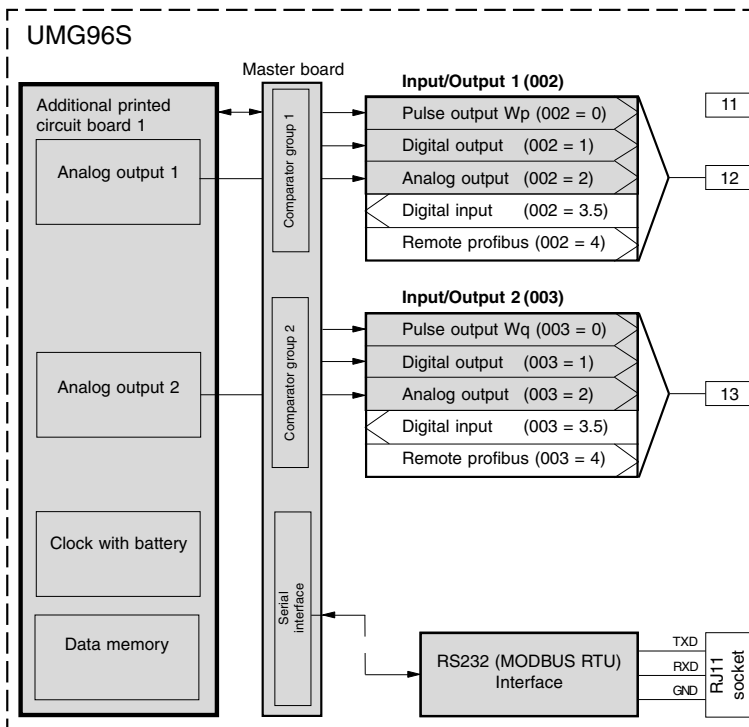 UMG96S
Master board
Additional printed
circuit board 1
Analog output 1
Analog output 2
Clock with battery
Data memory
Comparator group 1
Comparator group 2
Serial
interface
Input/Output 1 (002)
Pulse output Wp (002 = 0)
Digital output (002 = 1)
Analog output (002 = 2)
Digital input (002 = 3.5)
Remote profibus (002 = 4)
11
12
Input/Output 2 (003)
Pulse output Wq (003 = 0)
Digital output (003 = 1)
Analog output (003 = 2)
Digital input (003 = 3.5)
Remote profibus (003 = 4)
13
RS232 (MODBUS RTU)
Interface
TXD
RXD
GND
RJ11
socket